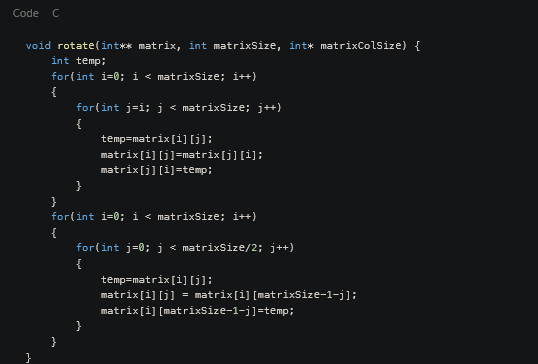 Code C
void rotate(int** matrix, int matrixSize, int* matrixColSize) {
    int temp;
    for(int i=0; i < matrixSize; i++)
    {
        for(int j=i; j < matrixSize; j++)
        {
            temp=matrix[i][j];
            matrix[i][j]=matrix[j][i];
            matrix[j][i]=temp;
        }
    }
    for(int i=0; i < matrixSize; i++)
    {
        for(int j=0; j < matrixSize/2; j++)
        {
            temp=matrix[i][j];
            matrix[i][j] = matrix[i][matrixSize-1-j];
            matrix[i][matrixSize-1-j]=temp;
        }
    }
}